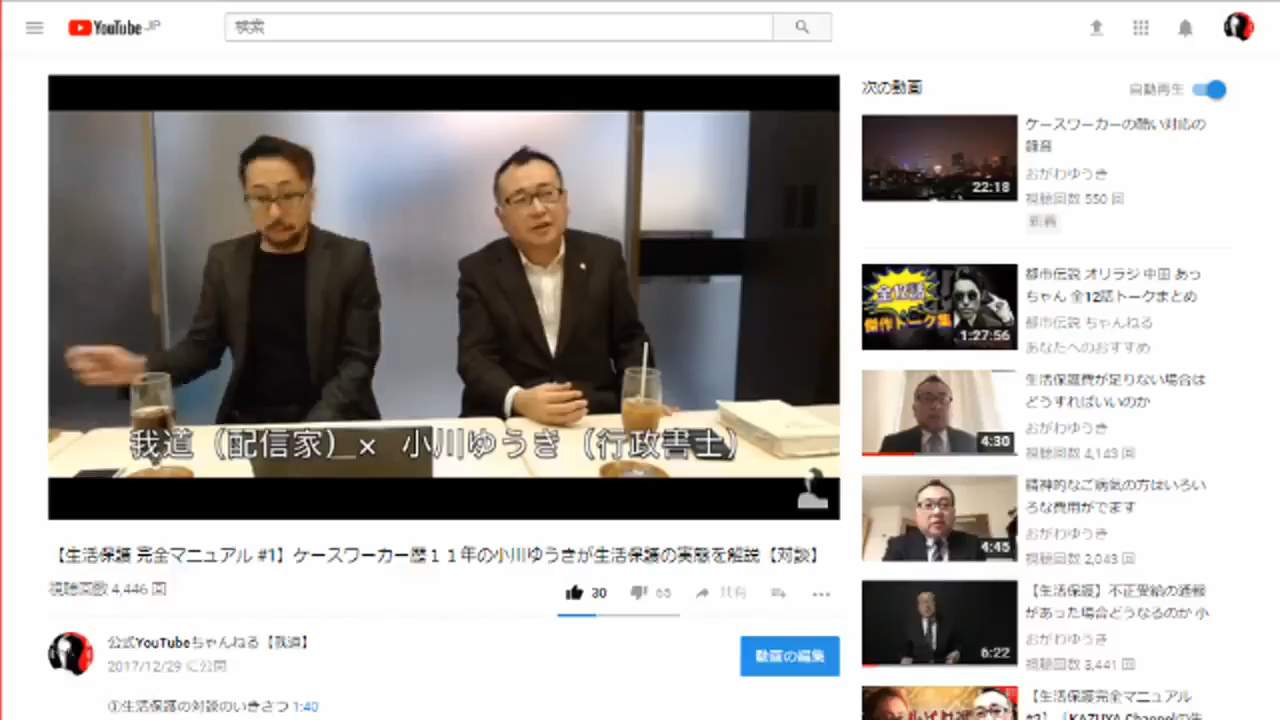 YouTube JP
検索
次の動画
自動再生
ケースワーカーの酷い対応の
録音
おがわゆうき
視聴回数 550 回
新着
22:18
都市伝説 オリラジ 中田 あっ
ちゃん 全12話トークまとめ
都市伝説 ちゃんねる
あなたへのおすすめ
全12話
傑作トーク集
1:27:56
生活保護費が足りない場合は
どうすればいいのか
おがわゆうき
視聴回数 4,143 回
4:30
精神的なご病気の方はいろい
ろな費用がでます
おがわゆうき
視聴回数 2,043 回
4:45
【生活保護】不正受給の通報
があった場合どうなるのか 小
おがわゆうき
視聴回数 3,441 回
6:22
【生活保護完全マニュアル
#2】「KAZUYA Channelの生
我道（配信家）× 小川ゆうき（行政書士）
【生活保護 完全マニュアル #1】ケースワーカー歴１１年の小川ゆうきが生活保護の実態を解説【対談】
視聴回数 4,446 回
30
65
共有
公式YouTubeちゃんねる【我道】
2017/12/29 に公開
動画の編集
①生活保護の対談のいきさつ 1:40